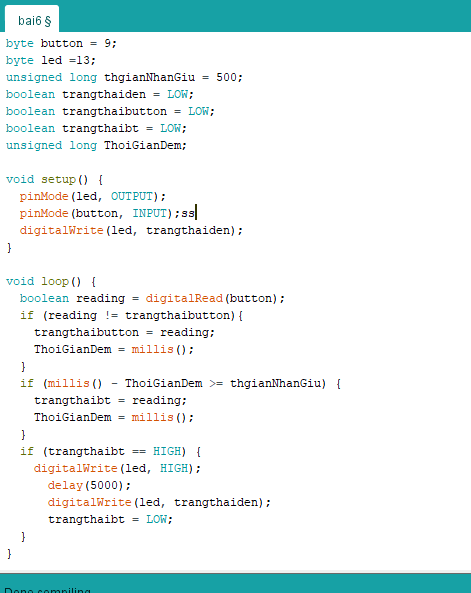 bai6 §
byte button = 9;
byte led =13;
unsigned long thgianNhanGiu = 500;
boolean trangthaiden = LOW;
boolean trangthaibutton = LOW;
boolean trangthaibt = LOW;
unsigned long ThoiGianDem;

void setup() {
  pinMode(led, OUTPUT);
  pinMode(button, INPUT);ss
  digitalWrite(led, trangthaiden);
}

void loop() {
  boolean reading = digitalRead(button);
  if (reading != trangthaibutton){
    trangthaibutton = reading;
    ThoiGianDem = millis();
  }
  if (millis() - ThoiGianDem >= thgianNhanGiu) {
    trangthaibt = reading;
    ThoiGianDem = millis();
  }
  if (trangthaibt == HIGH) {
    digitalWrite(led, HIGH);
      delay(5000);
      digitalWrite(led, trangthaiden);
      trangthaibt = LOW;
  }
}
Done compiling